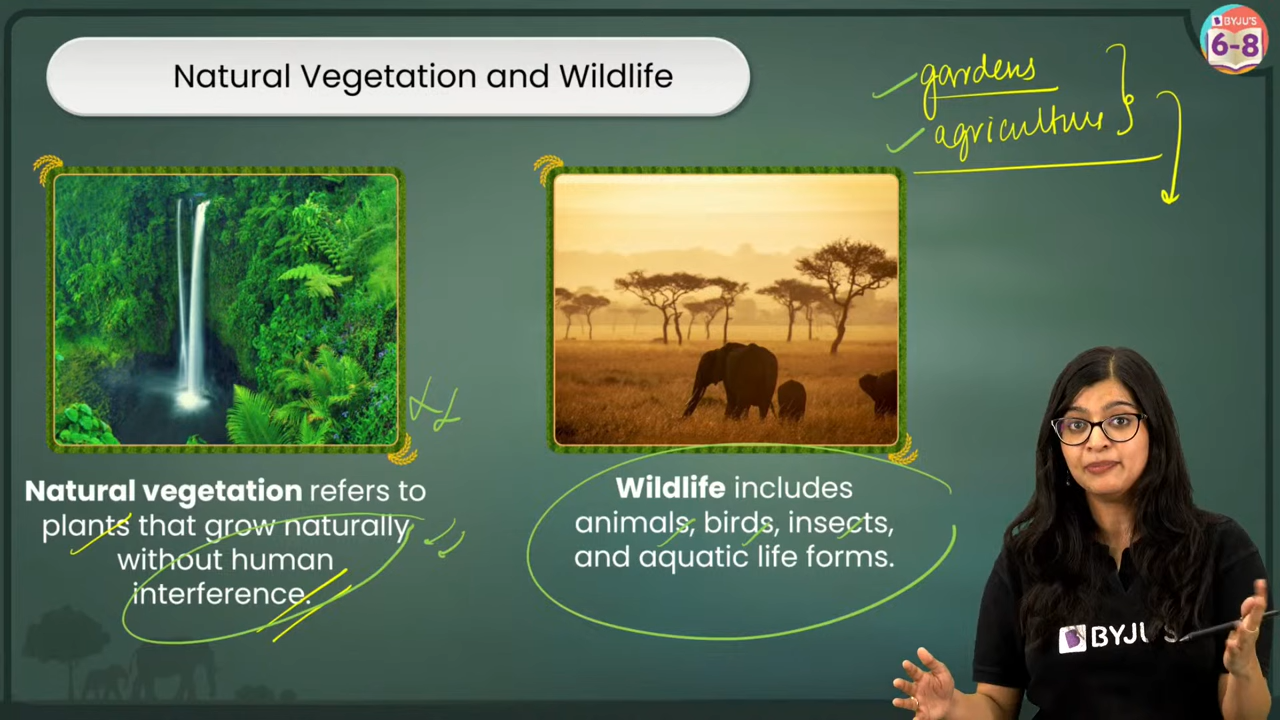 BYJU'S
6-8
Natural Vegetation and Wildlife
gardens
agriculture
Natural vegetation refers to
plants that grow naturally
without human
interference.
Wildlife includes
animals, birds, insects,
and aquatic life forms.
BYJU'S